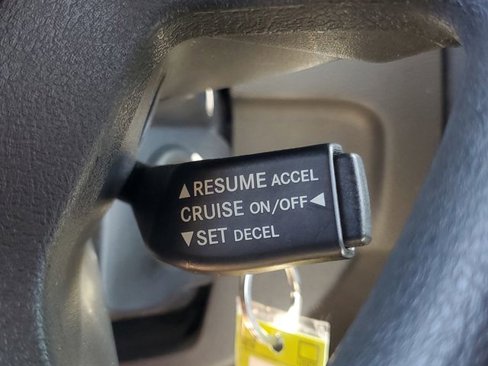 ▲RESUME ACCEL
CRUISE ON/OFF◀
▼SET DECEL